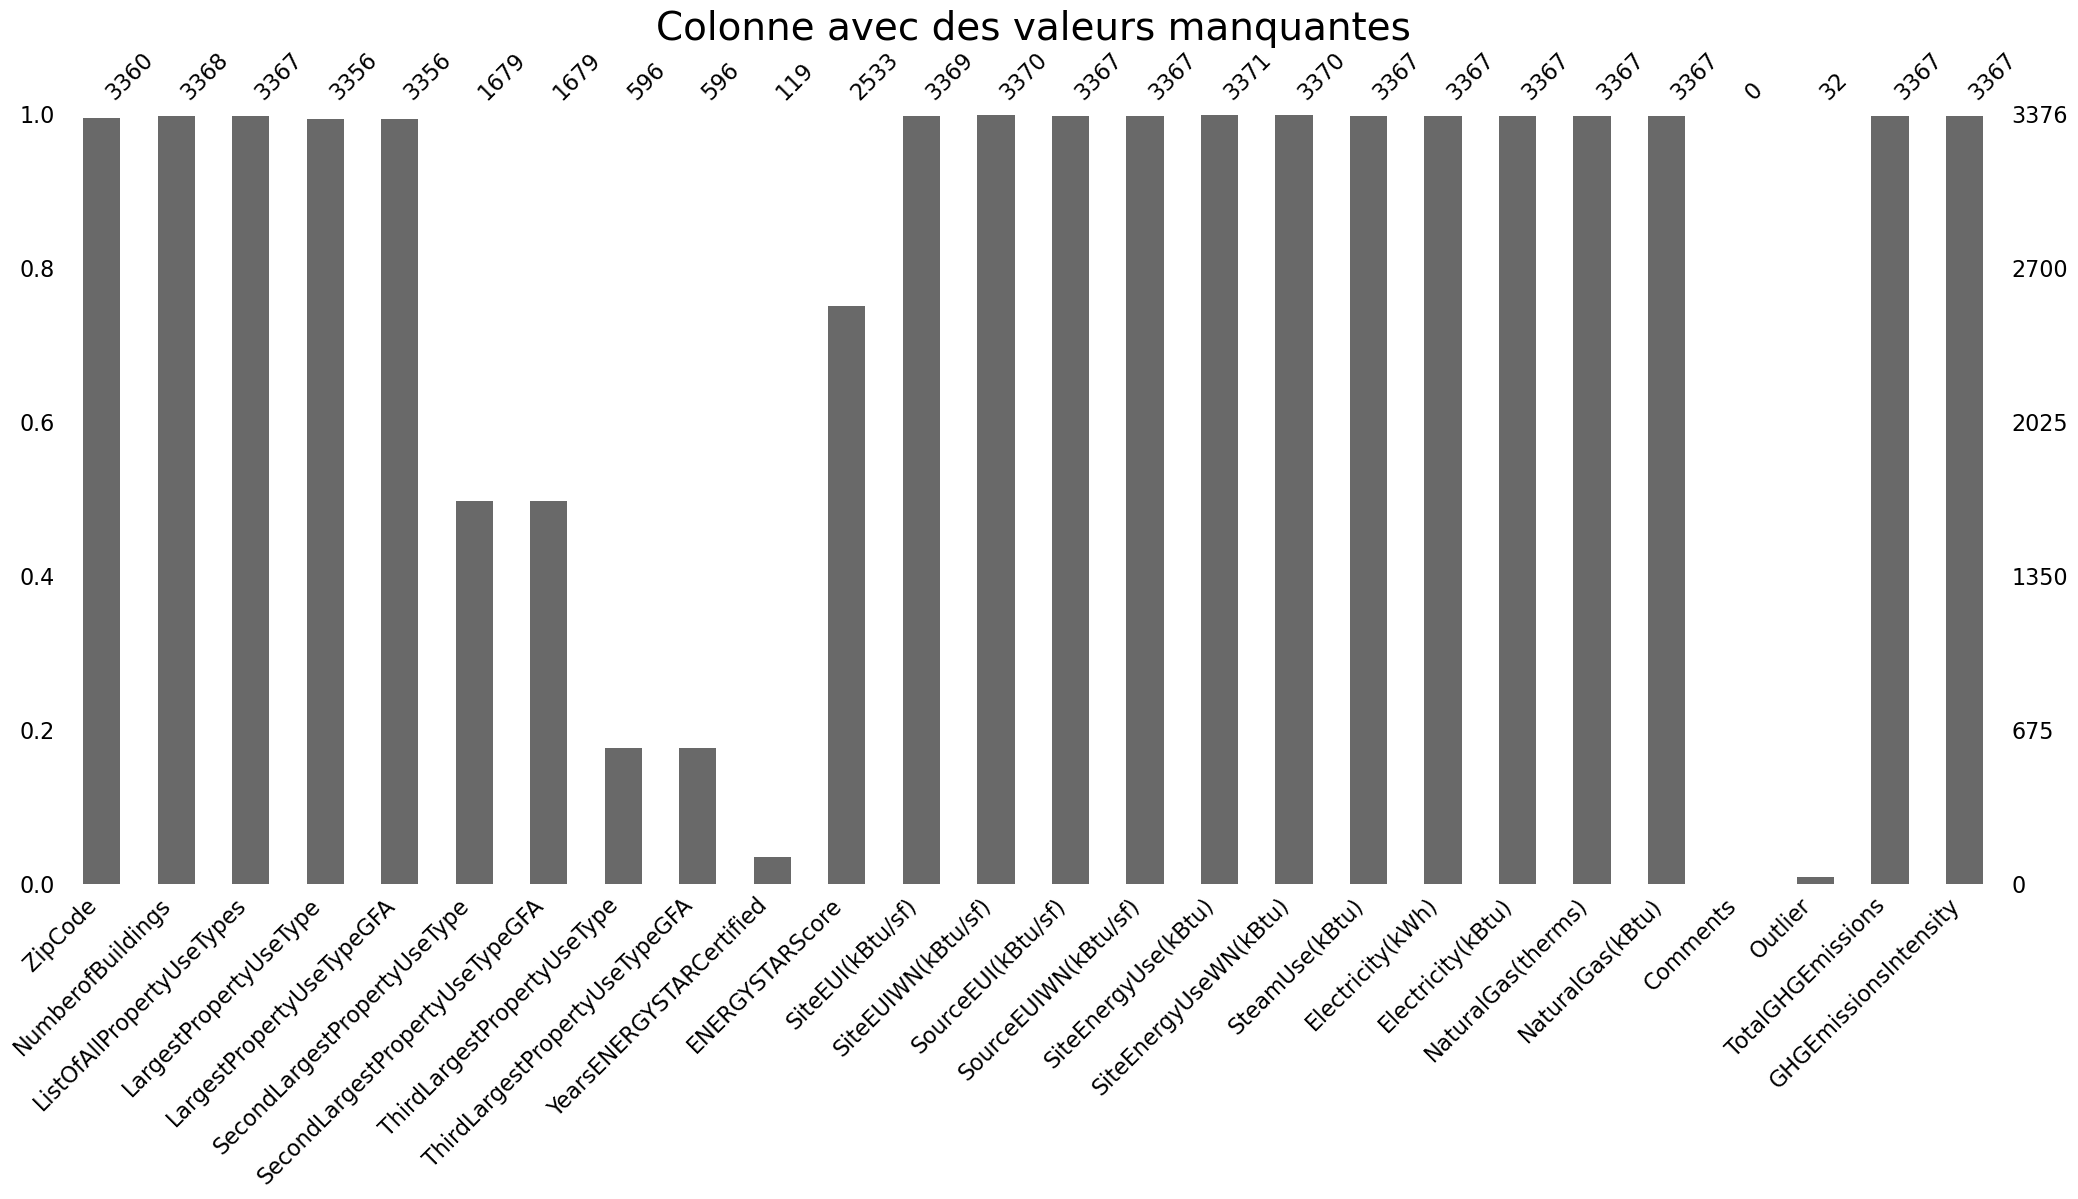 Colonne avec des valeurs manquantes
3360 3368 3367 3356 3356 1679 1679 596 596 119 2533 3369 3370 3367 3367 3371 3370 3367 3367 3367 3367 3367 0 32 3367 3367
1.0 3376
0.8 2700
0.6 2025
0.4 1350
0.2 675
0.0 0
ZipCode
NumberofBuildings
ListOfAllPropertyUseTypes
LargestPropertyUseType
LargestPropertyUseTypeGFA
SecondLargestPropertyUseType
SecondLargestPropertyUseTypeGFA
ThirdLargestPropertyUseType
ThirdLargestPropertyUseTypeGFA
YearsENERGYSTARCertified
ENERGYSTARScore
SiteEUI(kBtu/sf)
SiteEUIWN(kBtu/sf)
SourceEUI(kBtu/sf)
SourceEUIWN(kBtu/sf)
SiteEnergyUse(kBtu)
SiteEnergyUseWN(kBtu)
SteamUse(kBtu)
Electricity(kWh)
Electricity(kBtu)
NaturalGas(therms)
NaturalGas(kBtu)
Comments
Outlier
TotalGHGEmissions
GHGEmissionsIntensity